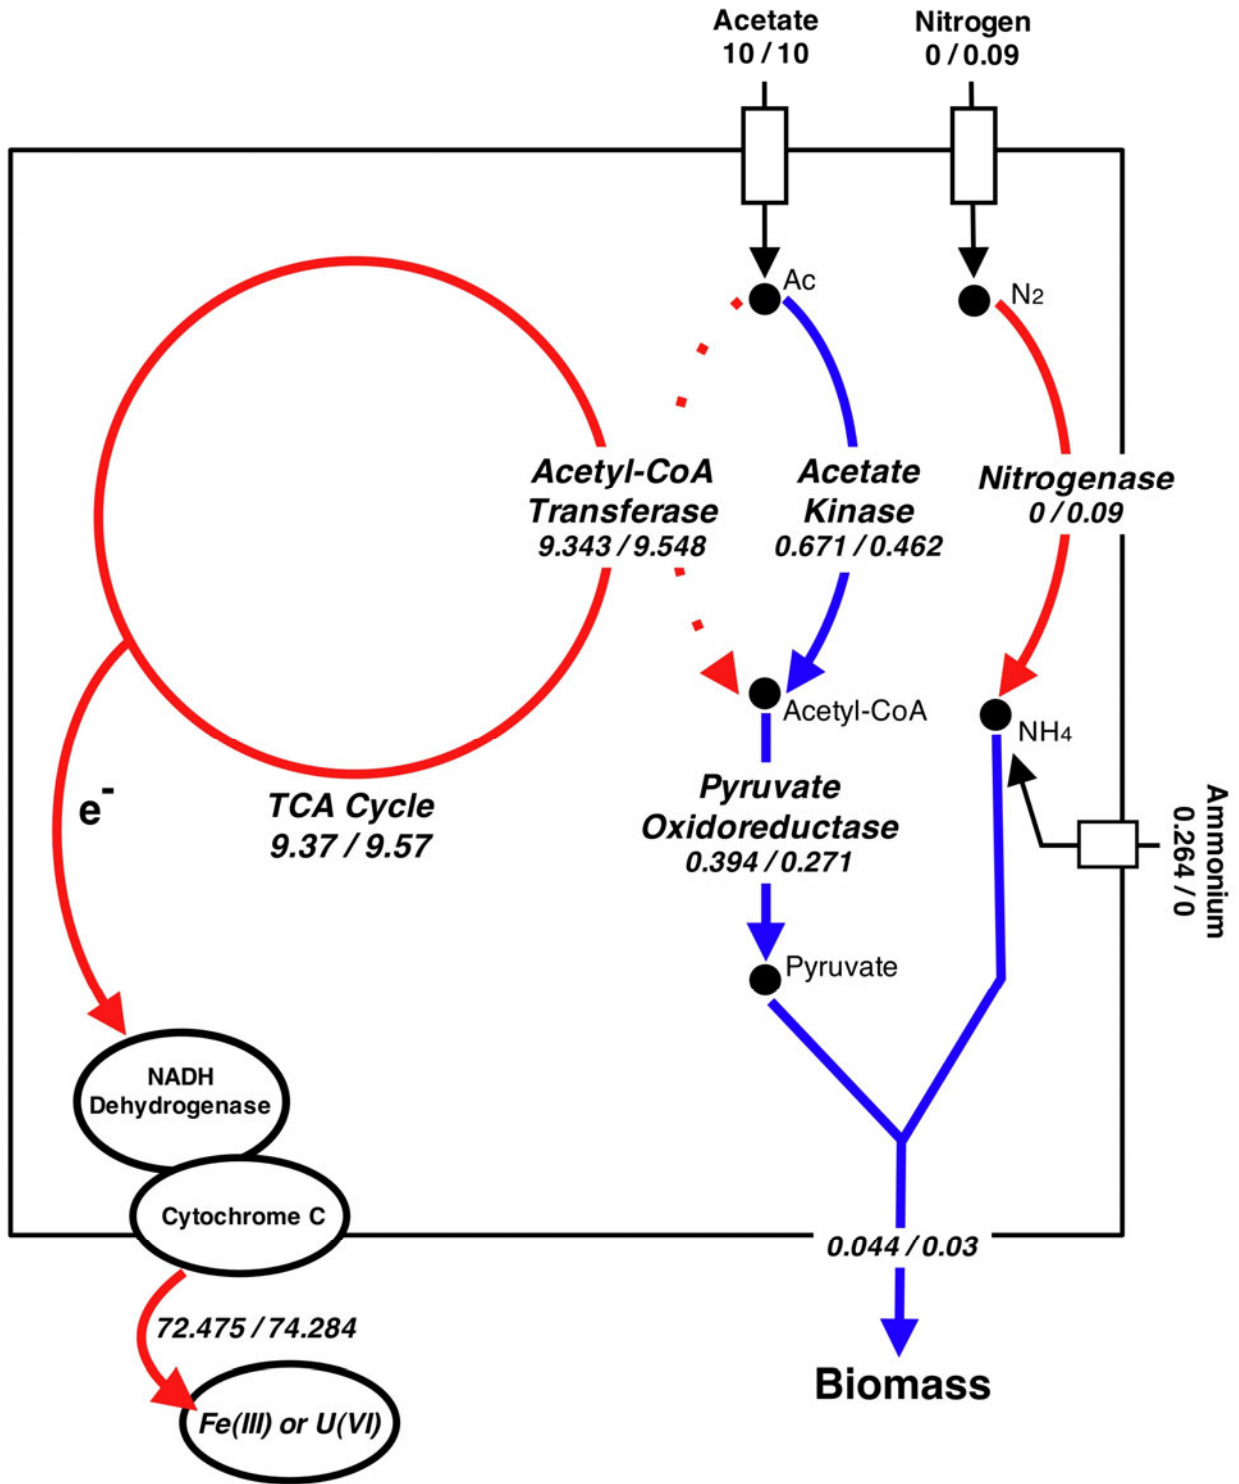 Acetate
10 / 10
Nitrogen
0 / 0.09
Ac
N2
Acetyl-CoA
Transferase
9.343 / 9.548
Acetate
Kinase
0.671 / 0.462
Nitrogenase
0 / 0.09
Acetyl-CoA
NH4
e-
TCA Cycle
9.37 / 9.57
Pyruvate
Oxidoreductase
0.394 / 0.271
Ammonium
0.264 / 0
Pyruvate
NADH
Dehydrogenase
Cytochrome C
0.044 / 0.03
72.475 / 74.284
Biomass
Fe(III) or U(VI)